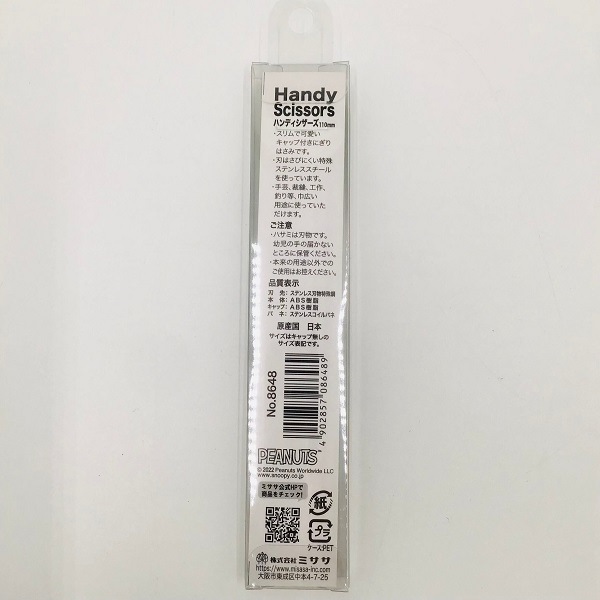 Handy
Scissors
ハンディシザーズ110mm
・スリムで可愛い
キャップ付きにぎり
はさみです。
・刃はさびにくい特殊
ステンレススチール
を使っています。
・手芸、裁縫、工作、
釣り等、巾広い
用途に使っていた
だけます。
ご注意
・ハサミは刃物です。
幼児の手の届かない
ところに保管ください。
・本来の用途以外での
ご使用はお控えください。
品質表示
刃先：ステンレス刃物特殊鋼
本体：ABS樹脂
キャップ：ABS樹脂
バネ：ステンレスコイルバネ
原産国 日本
サイズはキャップ無しの
サイズ表記です。
No.8648
4 902857 086489
PEANUTS™
© 2022 Peanuts Worldwide LLC
www.snoopy.co.jp
ミササ公式HPで
商品をチェック!
紙
プラ
ケース:PET
株式会社ミササ
https://www.misasa-inc.com
大阪市東成区中本4-7-25